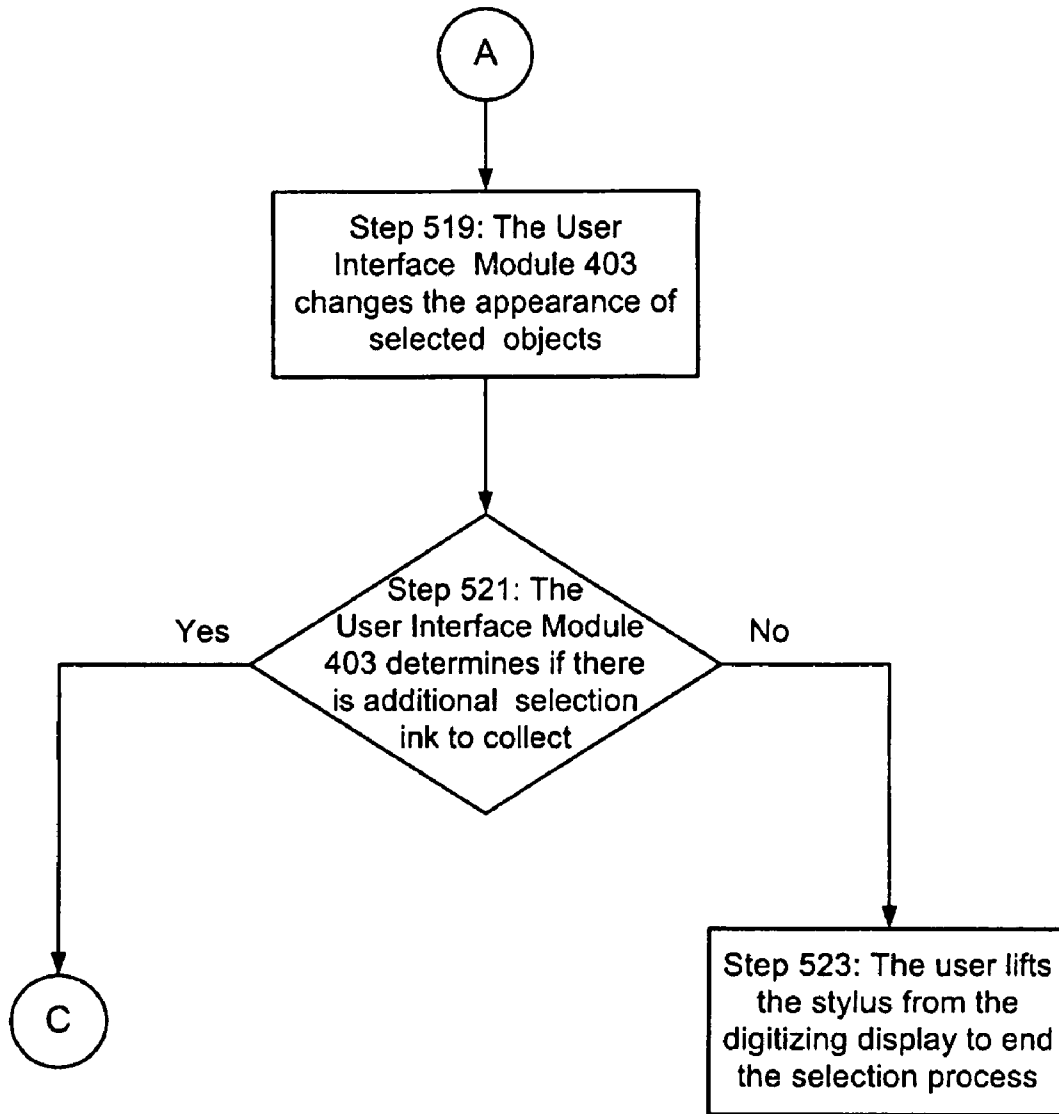 A
Step 519: The User
Interface Module 403
changes the appearance of
selected objects
Step 521: The
User Interface Module
403 determines if there
is additional selection
ink to collect
Yes
No
C
Step 523: The user lifts
the stylus from the
digitizing display to end
the selection process